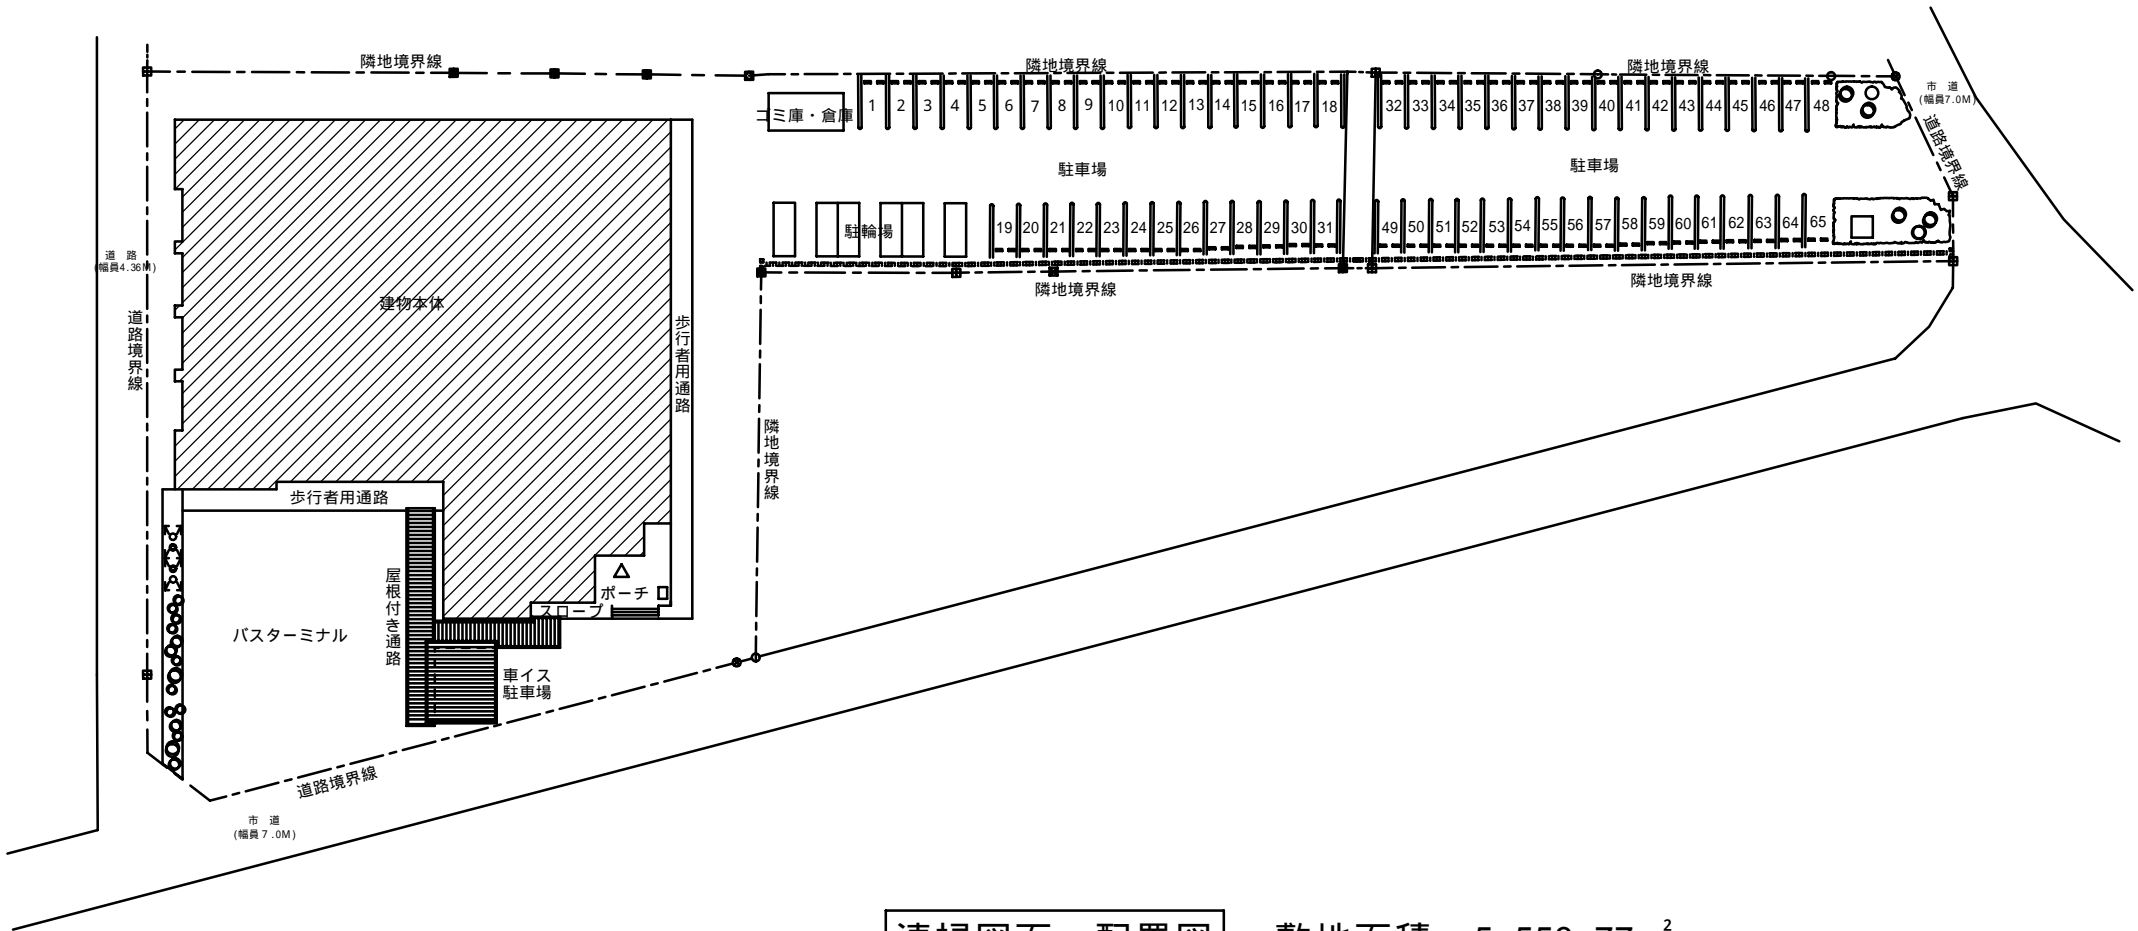 隣地境界線
隣地境界線
隣地境界線
市 道
(幅員7.0M)
道路境界線
ゴミ庫・倉庫
1 2 3 4 5 6 7 8 9 10 11 12 13 14 15 16 17 18
32 33 34 35 36 37 38 39 40 41 42 43 44 45 46 47 48
駐車場
駐車場
駐輪場
19 20 21 22 23 24 25 26 27 28 29 30 31
49 50 51 52 53 54 55 56 57 58 59 60 61 62 63 64 65
隣地境界線
隣地境界線
道 路
(幅員4.36M)
道路境界線
建物本体
歩行者用通路
隣地境界線
歩行者用通路
屋根付き通路
ポーチ
スロープ
バスターミナル
車イス
駐車場
道路境界線
市 道
(幅員7.0M)